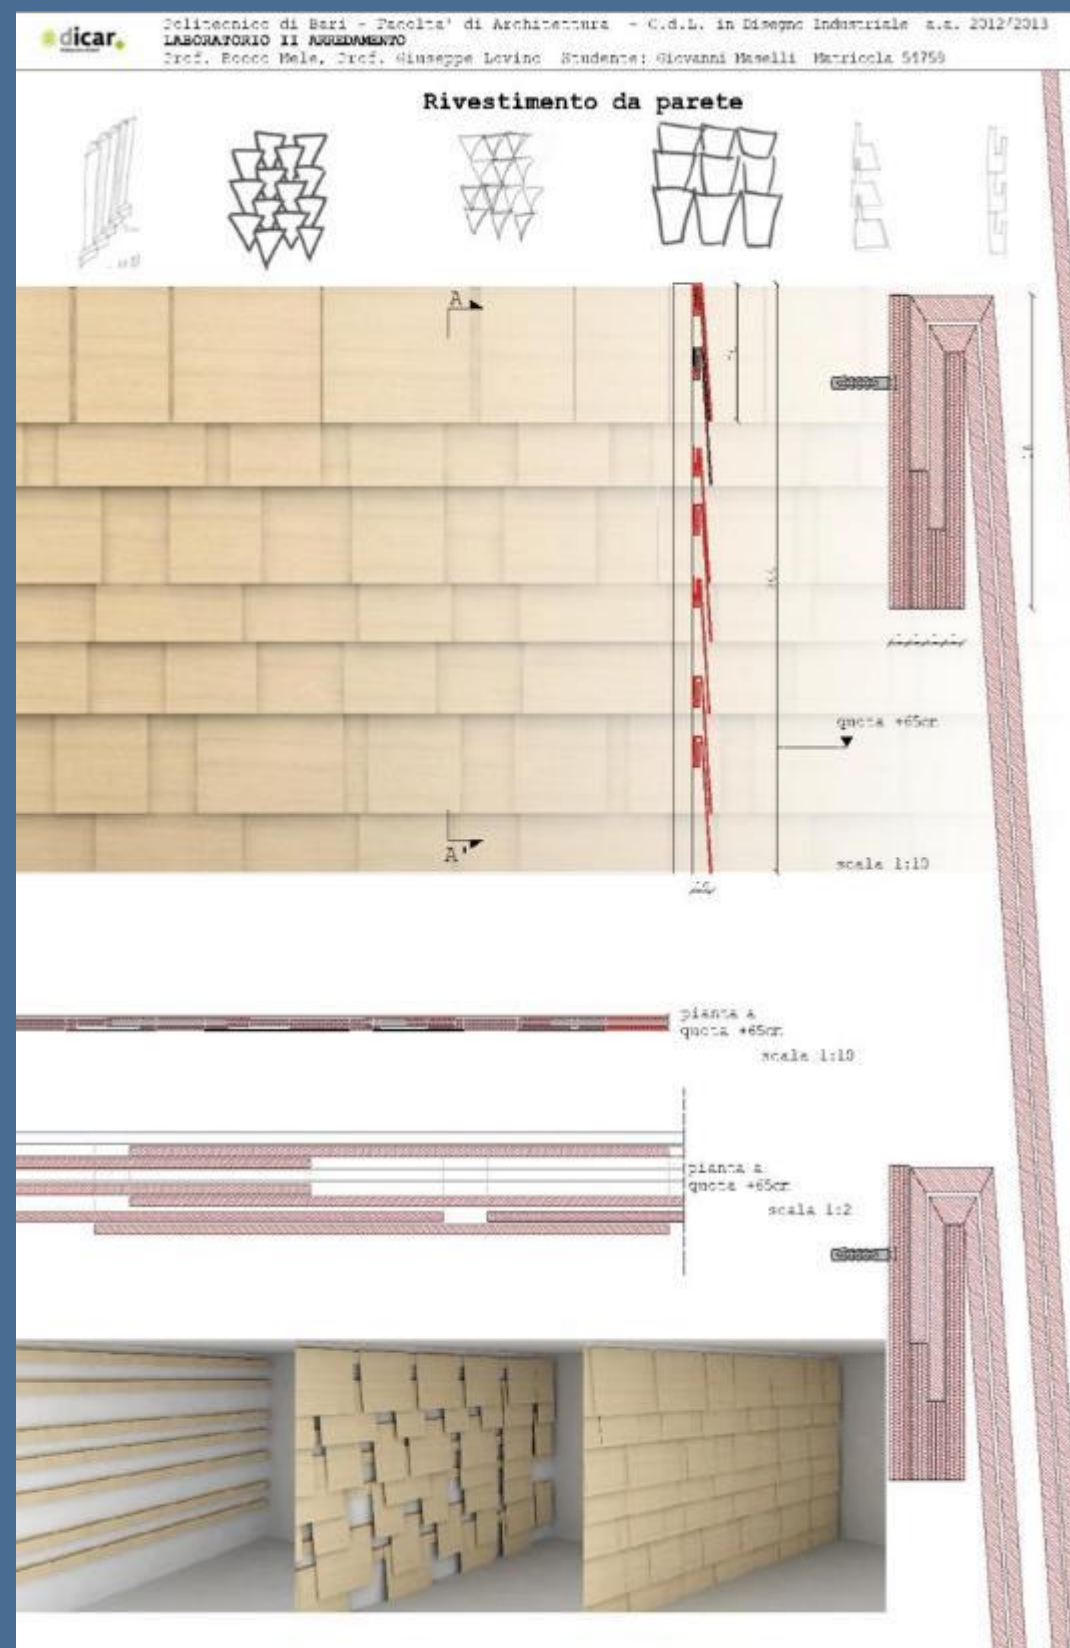 dicar.
Politecnico di Bari - Facolta' di Architettura - C.d.L. in Disegno Industriale a.a. 2012/2013
LABORATORIO II ARREDAMENTO
Prof. Rocco Mele, Prof. Giuseppe Lovino Studente: Giovanni Maselli Matricola
Rivestimento da parete
A
quota +65cm
A'
scala 1:10
pianta a
quota +65cm
scala 1:10
pianta a
quota +65cm
scala 1:2